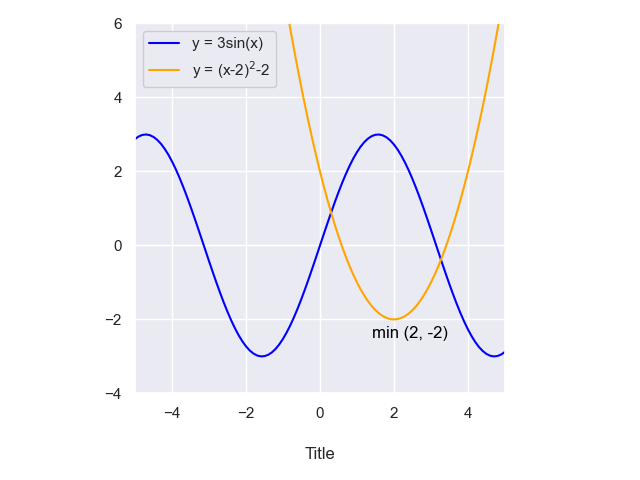 6
y = 3sin(x)
y = (x-2)²-2
4
2
0
−2
min (2, -2)
−4
−4 −2 0 2 4
Title